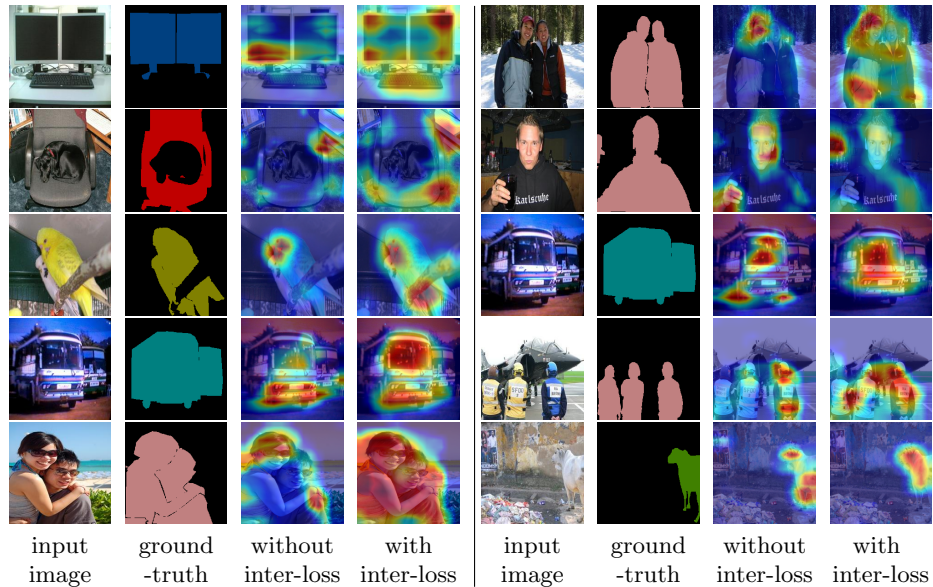 Karlscuhe
input ground without with input ground without with
image -truth inter-loss inter-loss image -truth inter-loss inter-loss